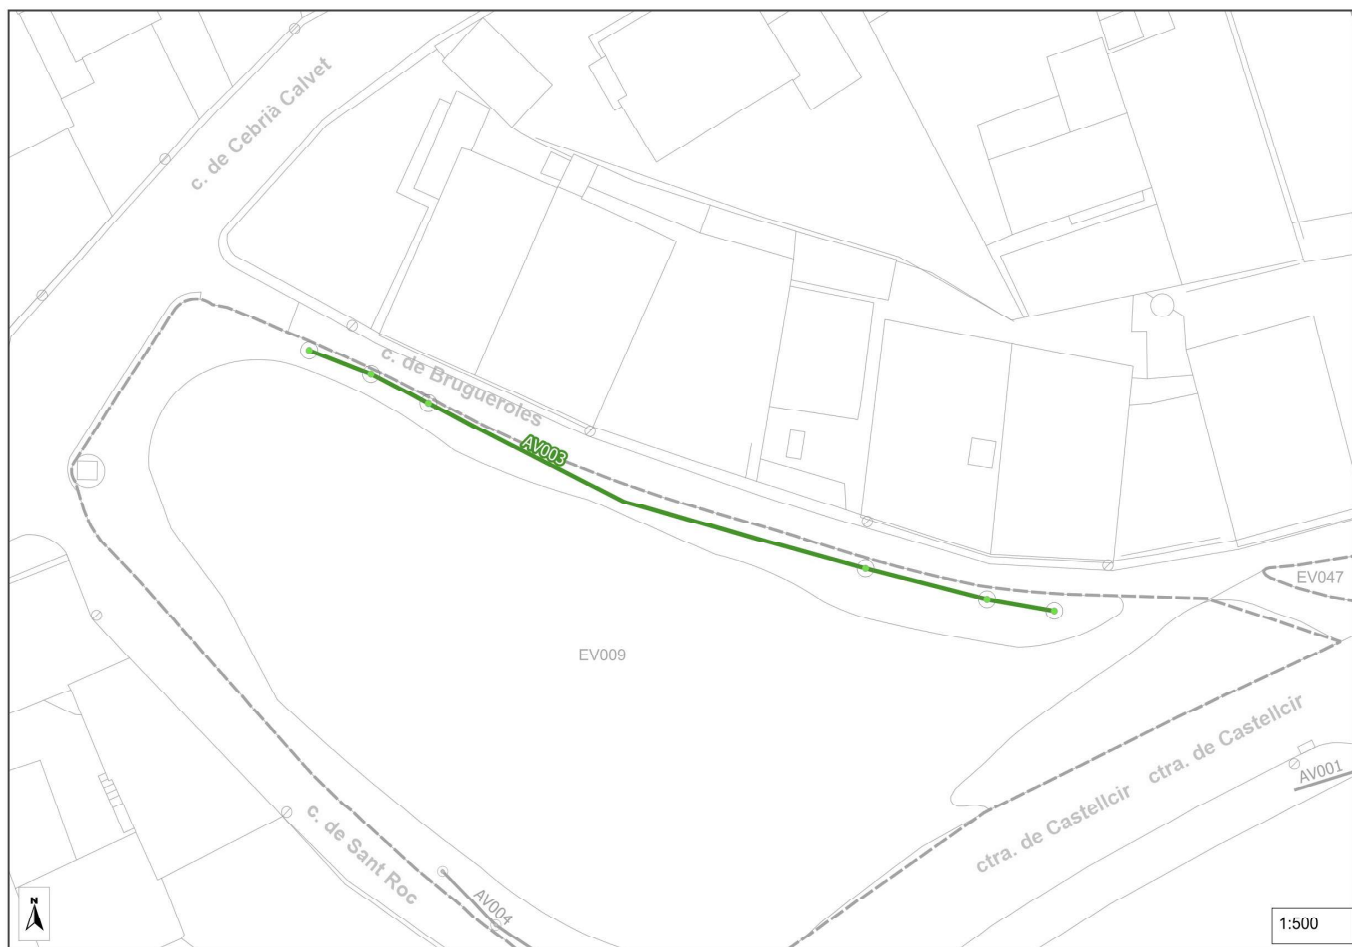 c. de Cebrià Calvet
c. de Brugueroles
AV003
EV047
EV009
ctra. de Castellcir
ctra. de Castellcir
AV001
c. de Sant Roc
AV004
N
1:500